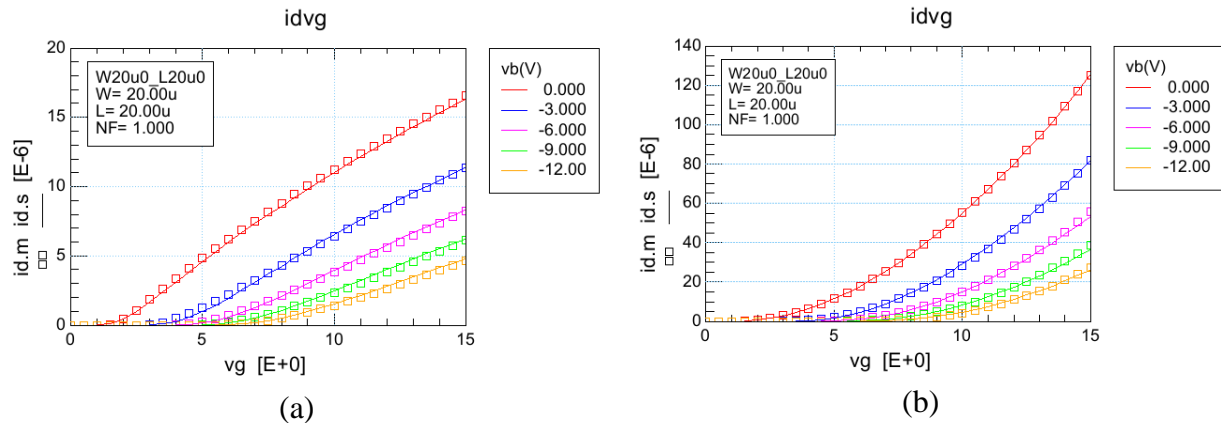 idvg
20
15
10
5
0
id.m id.s [E-6]
W20u0_L20u0
W= 20.00u
L= 20.00u
NF= 1.000
0 5 10 15
vg [E+0]
vb(V)
0.000
-3.000
-6.000
-9.000
-12.00
(a)
idvg
140
120
100
80
60
40
20
0
id.m id.s [E-6]
W20u0_L20u0
W= 20.00u
L= 20.00u
NF= 1.000
0 5 10 15
vg [E+0]
vb(V)
0.000
-3.000
-6.000
-9.000
-12.00
(b)